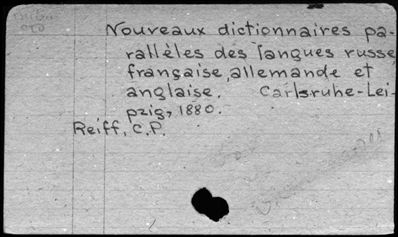 Nouveaux dictionnaires pa-
rallèles des langues russe
française, allemande et
anglaise. Carlsruhe-Lei-
pzig, 1880.
Reiff, C.P.